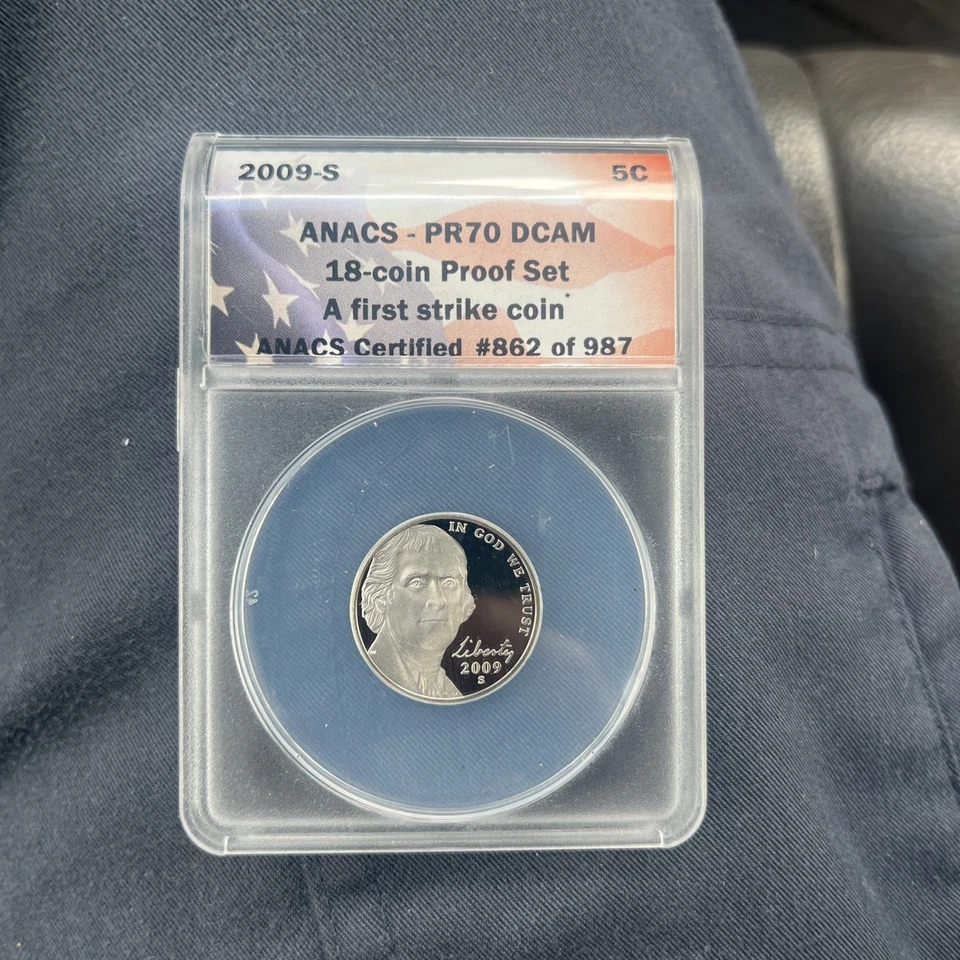 2009-S 5C
ANACS - PR70 DCAM
18-coin Proof Set
A first strike coin*
ANACS Certified #862 of 987
IN GOD WE TRUST
Liberty
2009
S